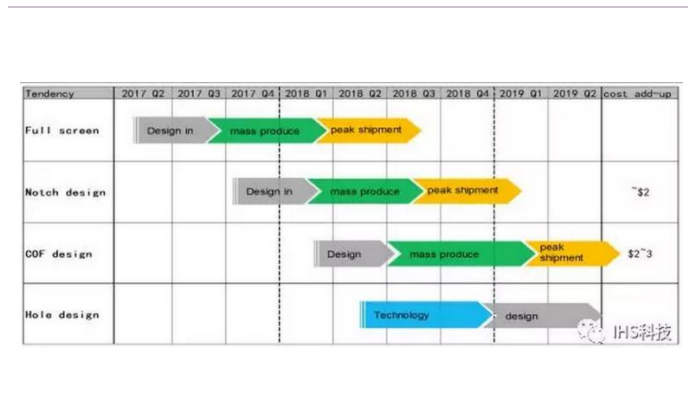 Tendency 2017 Q2 2017 Q3 2017 Q4 2018 Q1 2018 Q2 2018 Q3 2018 Q4 2019 Q1 2019 Q2 cost add-up
Full screen Design in mass produce peak shipment
Notch design Design in mass produce peak shipment ~$2
COF design Design mass produce peak
shipment $2~3
Hole design Technology design
IHS科技